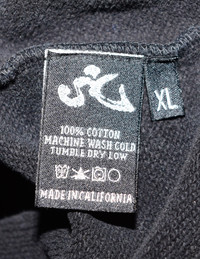 XL
100% COTTON
MACHINE WASH COLD
TUMBLE DRY LOW
MADE IN CALIFORNIA